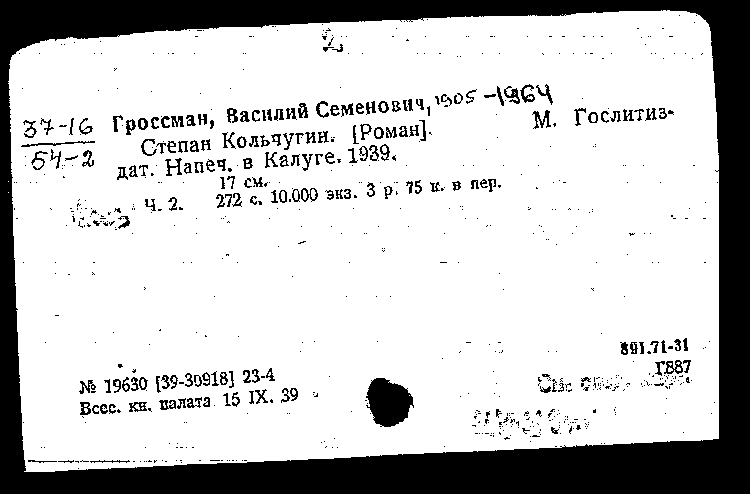 2.
37-16 Гроссман, Василий Семенович, 1905-1964
54-2 Степан Кольчугин. [Роман]. М. Гослитиз-
дат. Напеч. в Калуге. 1939.
17 см.
Ч. 2. 272 с. 10.000 экз. 3 р. 75 к. в пер.
891.71-31
Г887
№ 19630 [39-30918] 23-4
Всес. кн. палата 15 IX. 39
См.